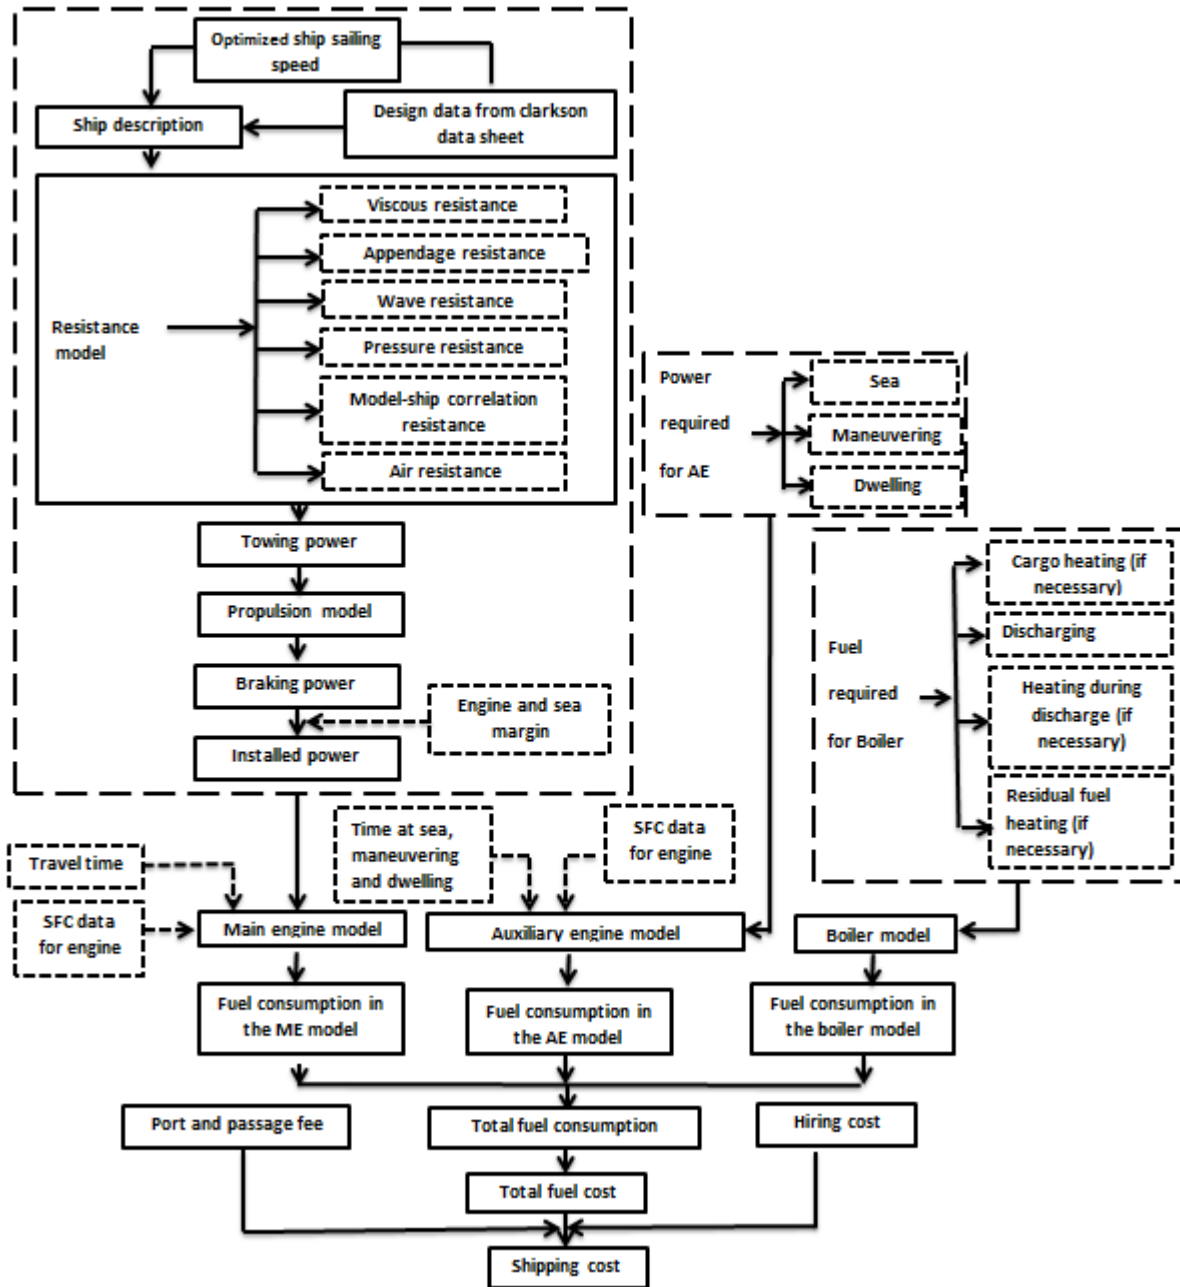 Optimized ship sailing
speed
Ship description
Design data from clarkson
data sheet
Resistance
model
Viscous resistance
Appendage resistance
Wave resistance
Pressure resistance
Model-ship correlation
resistance
Air resistance
Towing power
Propulsion model
Braking power
Engine and sea
margin
Installed power
Power
required
for AE
Sea
Maneuvering
Dwelling
Fuel
required
for Boiler
Cargo heating (if
necessary)
Discharging
Heating during
discharge (if
necessary)
Residual fuel
heating (if
necessary)
Travel time
SFC data
for engine
Time at sea,
maneuvering
and dwelling
SFC data
for engine
Main engine model
Auxiliary engine model
Boiler model
Fuel consumption in
the ME model
Fuel consumption in
the AE model
Fuel consumption in
the boiler model
Port and passage fee
Total fuel consumption
Hiring cost
Total fuel cost
Shipping cost